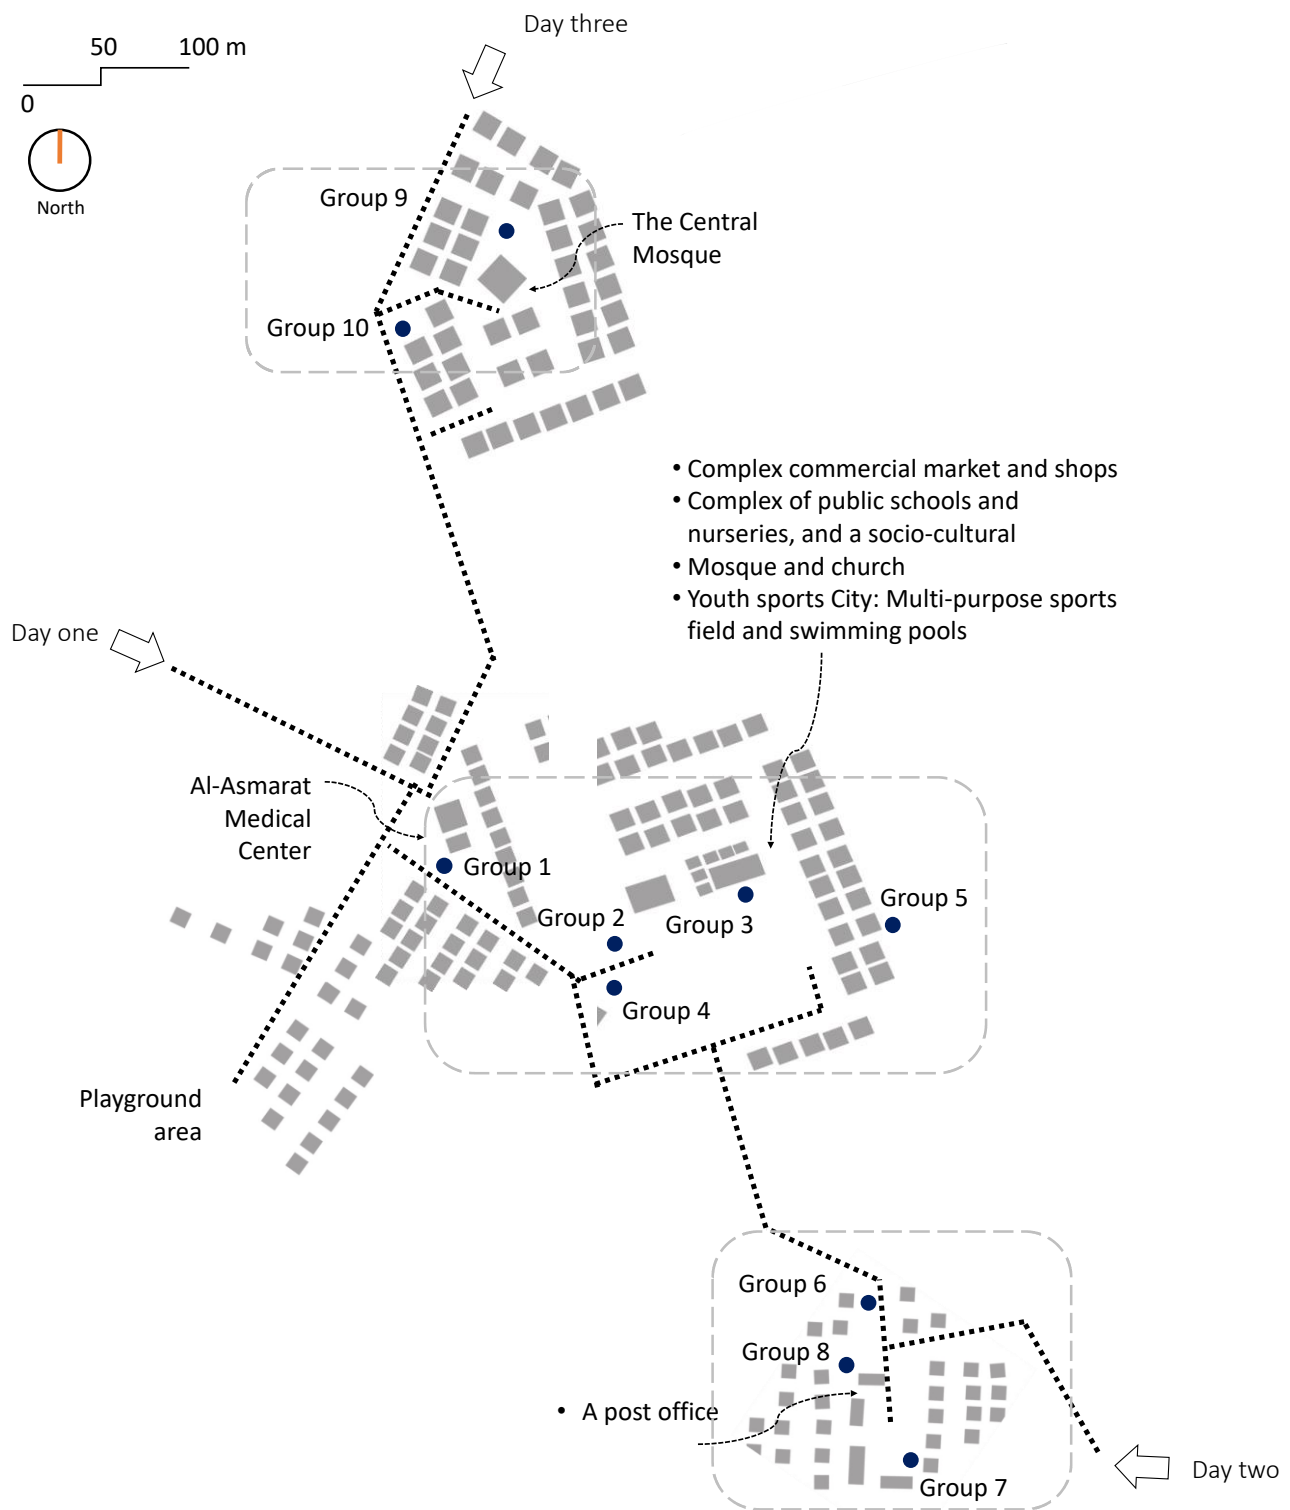 Day three
50 100 m
0
North
Group 9
The Central
Mosque
Group 10
• Complex commercial market and shops
• Complex of public schools and
nurseries, and a socio-cultural
• Mosque and church
• Youth sports City: Multi-purpose sports
field and swimming pools
Day one
Al-Asmarat
Medical
Center
Group 1
Group 2
Group 3
Group 5
Group 4
Playground
area
Group 6
Group 8
• A post office
Group 7
Day two